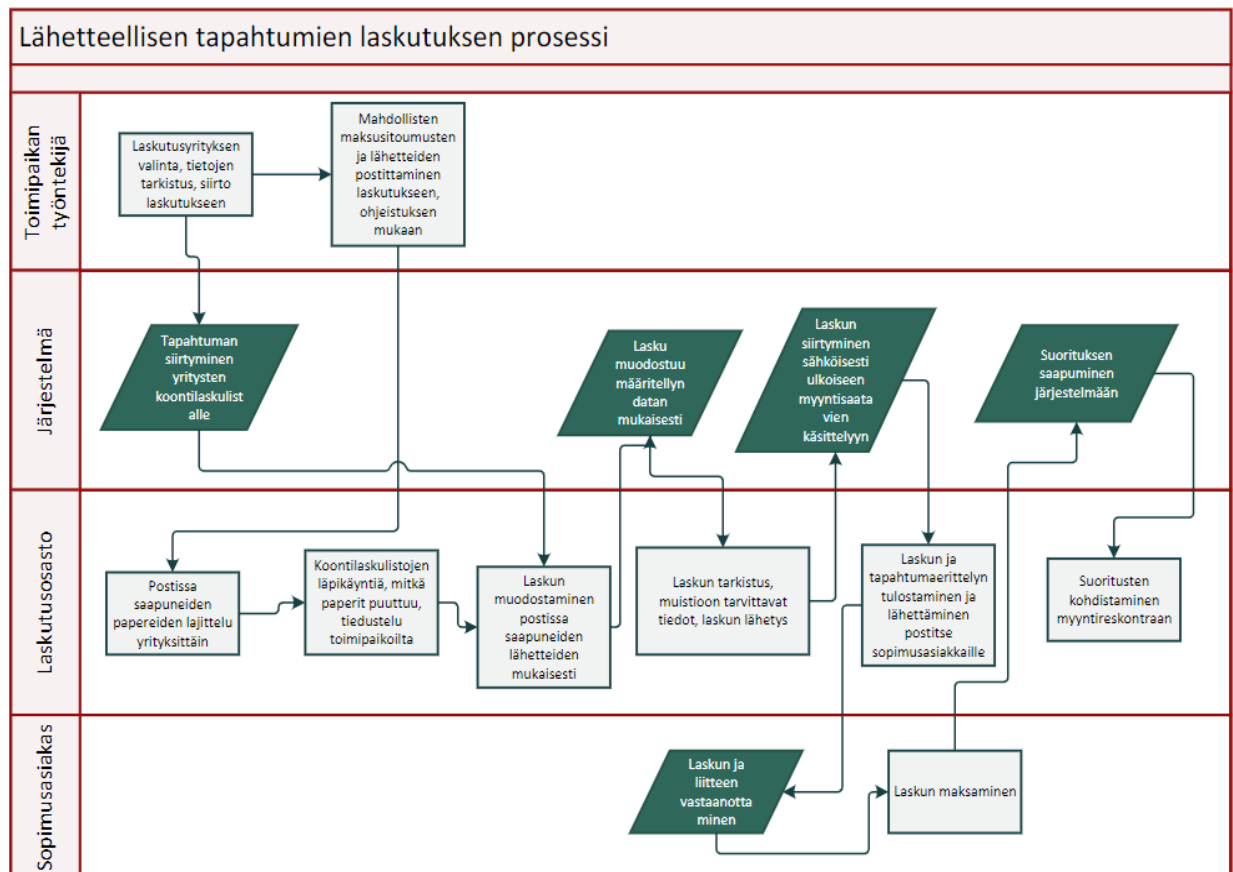 Lähetteellisen tapahtumien laskutuksen prosessi
Toimipaikan
työntekijä
Laskutusyrityksen
valinta, tietojen
tarkistus, siirto
laskutukseen
Mahdollisten
maksusitoumusten
ja lähetteiden
postittaminen
laskutukseen,
ohjeistuksen
mukaan
Järjestelmä
Tapahtuman
siirtyminen
yritysten
koontilaskulist
alle
Lasku
muodostuu
määritellyn
datan
mukaisesti
Laskun
siirtyminen
sähköisesti
ulkoiseen
myyntisaata
vien
käsittelyyn
Suorituksen
saapuminen
järjestelmään
Laskutusosasto
Postissa
saapuneiden
papereiden lajittelu
yrityksittäin
Koontilaskulistojen
läpikäyntiä, mitkä
paperit puuttuu,
tiedustelu
toimipaikoilta
Laskun
muodostaminen
postissa
saapuneiden
lähetteiden
mukaisesti
Laskun tarkistus,
muistioon tarvittavat
tiedot, laskun lähetys
Laskun ja
tapahtumaerittelyn
tulostaminen ja
lähettäminen
postitse
sopimusasiakkaille
Suoritusten
kohdistaminen
myyntireskontraan
Sopimusasiakas
Laskun ja
liitteen
vastaanotta
minen
Laskun maksaminen